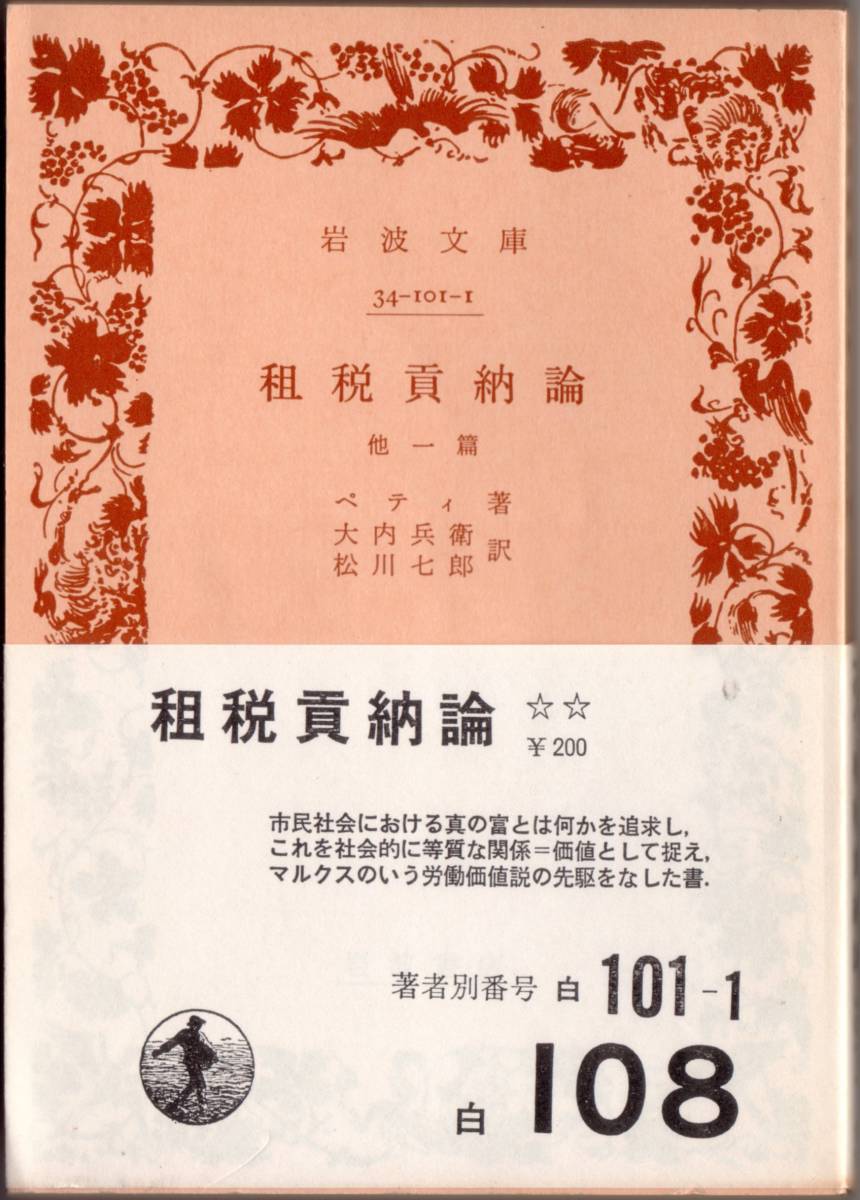 岩波文庫
34-101-1
租税貢納論
他一篇
ペティ著
大内兵衛
松川七郎
訳
租税貢納論 ☆☆
¥200
市民社会における真の富とは何かを追求し,
これを社会的に等質な関係＝価値として捉え,
マルクスのいう労働価値説の先駆をなした書.
著者別番号 白 101-1
白 108